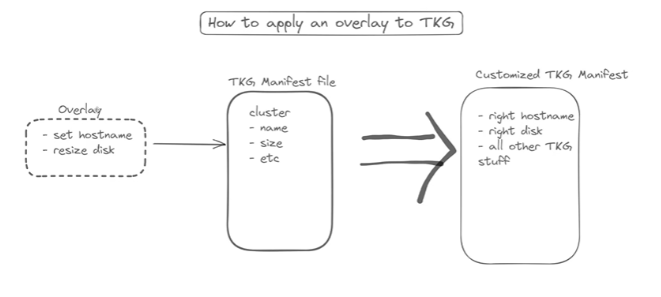 How to apply an overlay to TKG
Overlay
- set hostname
- resize disk
TKG Manifest file
cluster
- name
- size
- etc
Customized TKG Manifest
- right hostname
- right disk
- all other TKG
stuff